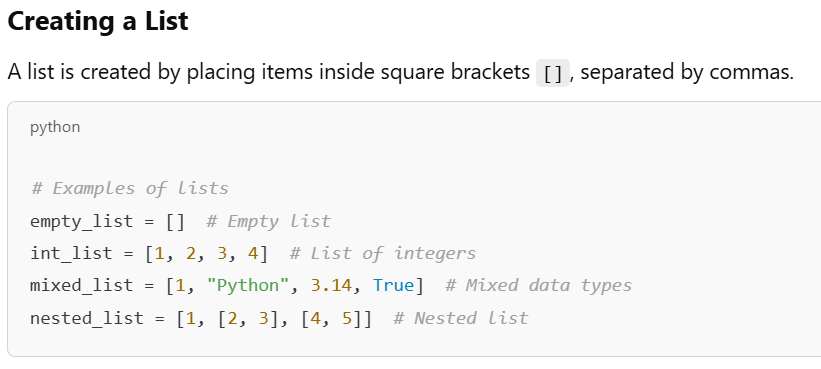 Creating a List
A list is created by placing items inside square brackets [], separated by commas.
python
# Examples of lists
empty_list = []  # Empty list
int_list = [1, 2, 3, 4]  # List of integers
mixed_list = [1, "Python", 3.14, True]  # Mixed data types
nested_list = [1, [2, 3], [4, 5]]  # Nested list